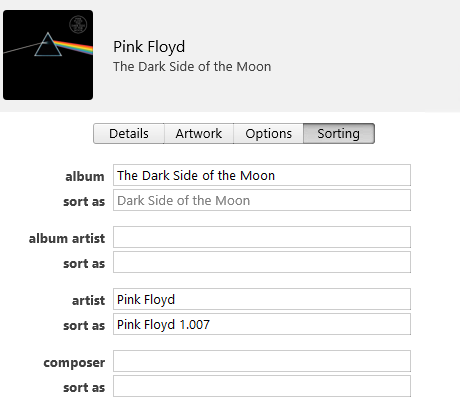 Pink Floyd
The Dark Side of the Moon
Details Artwork Options Sorting
album The Dark Side of the Moon
sort as Dark Side of the Moon
album artist
sort as
artist Pink Floyd
sort as Pink Floyd 1.007
composer
sort as